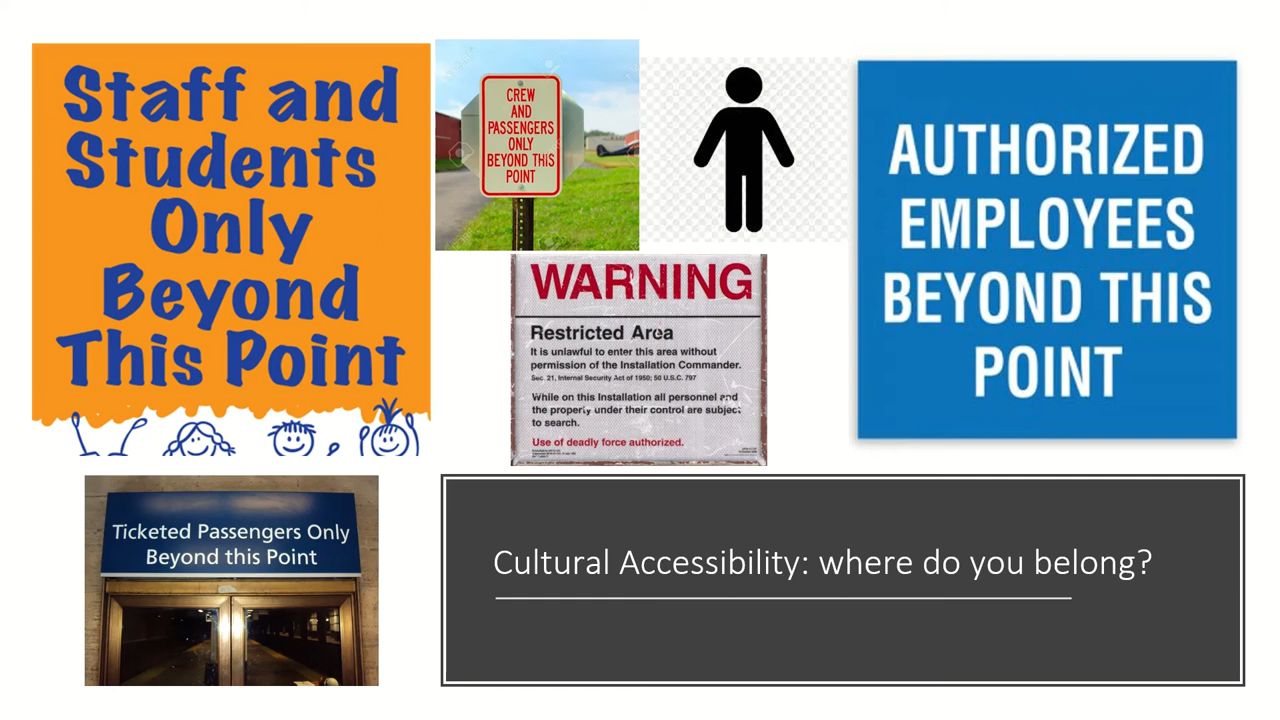 Staff and
Students
Only
Beyond
This Point
CREW
AND
PASSENGERS
ONLY
BEYOND THIS
POINT
AUTHORIZED
EMPLOYEES
BEYOND THIS
POINT
WARNING
Restricted Area
It is unlawful to enter this area without
permission of the Installation Commander.
Sec. 21, Internal Security Act of 1950; 50 U.S.C. 797
While on this Installation all personnel and
the property under their control are subject
to search.
Use of deadly force authorized.
Ticketed Passengers Only
Beyond this Point
Cultural Accessibility: where do you belong?